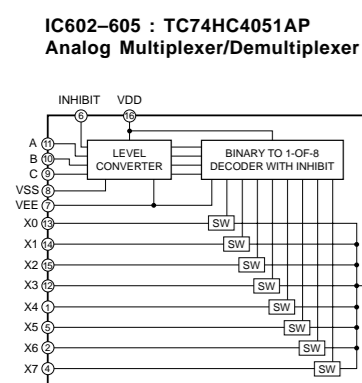 IC602–605 : TC74HC4051AP
Analog Multiplexer/Demultiplexer
INHIBIT VDD
6 16
A 11
B 10
C 9
LEVEL
CONVERTER
BINARY TO 1-OF-8
DECODER WITH INHIBIT
VSS 8
VEE 7
X0 13 SW
X1 14 SW
X2 15 SW
X3 12 SW
X4 1 SW
X5 5 SW
X6 2 SW
X7 4 SW